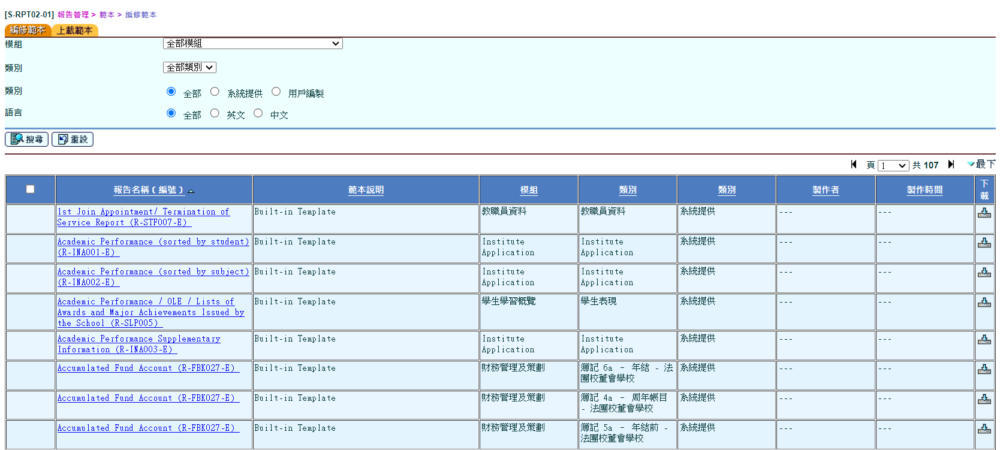 [S-RPT02-01] 報告管理 > 範本 > 編修範本
編修範本 上載範本
模組 全部模組
類別 全部類別
類別 全部 系統提供 用戶編製
語言 全部 英文 中文
搜尋 重設
頁 1 共 107 最下
報告名稱 ( 編號 ) 範本說明 模組 類別 類別 製作者 製作時間 下載
1st Join Appointment/ Termination of Built-in Template 教職員資料 教職員資料 系統提供 --- ---
Service Report (R-STF007-E)
Academic Performance (sorted by student) Built-in Template Institute Institute 系統提供 --- ---
(R-INA001-E) Application Application
Academic Performance (sorted by subject) Built-in Template Institute Institute 系統提供 --- ---
(R-INA002-E) Application Application
Academic Performance / OLE / Lists of Built-in Template 學生學習概覽 學生表現 系統提供 --- ---
Awards and Major Achievements Issued by
the School (R-SLP005)
Academic Performance Supplementary Built-in Template Institute Institute 系統提供 --- ---
Information (R-INA003-E) Application Application
Accumulated Fund Account (R-FBK027-E) Built-in Template 財務管理及策劃 簿記 6a - 年結 - 法 系統提供 --- ---
團校董會學校
Accumulated Fund Account (R-FBK027-E) Built-in Template 財務管理及策劃 簿記 4a - 周年帳目 系統提供 --- ---
- 法團校董會學校
Accumulated Fund Account (R-FBK027-E) Built-in Template 財務管理及策劃 簿記 5a - 年結前 - 系統提供 --- ---
法團校董會學校